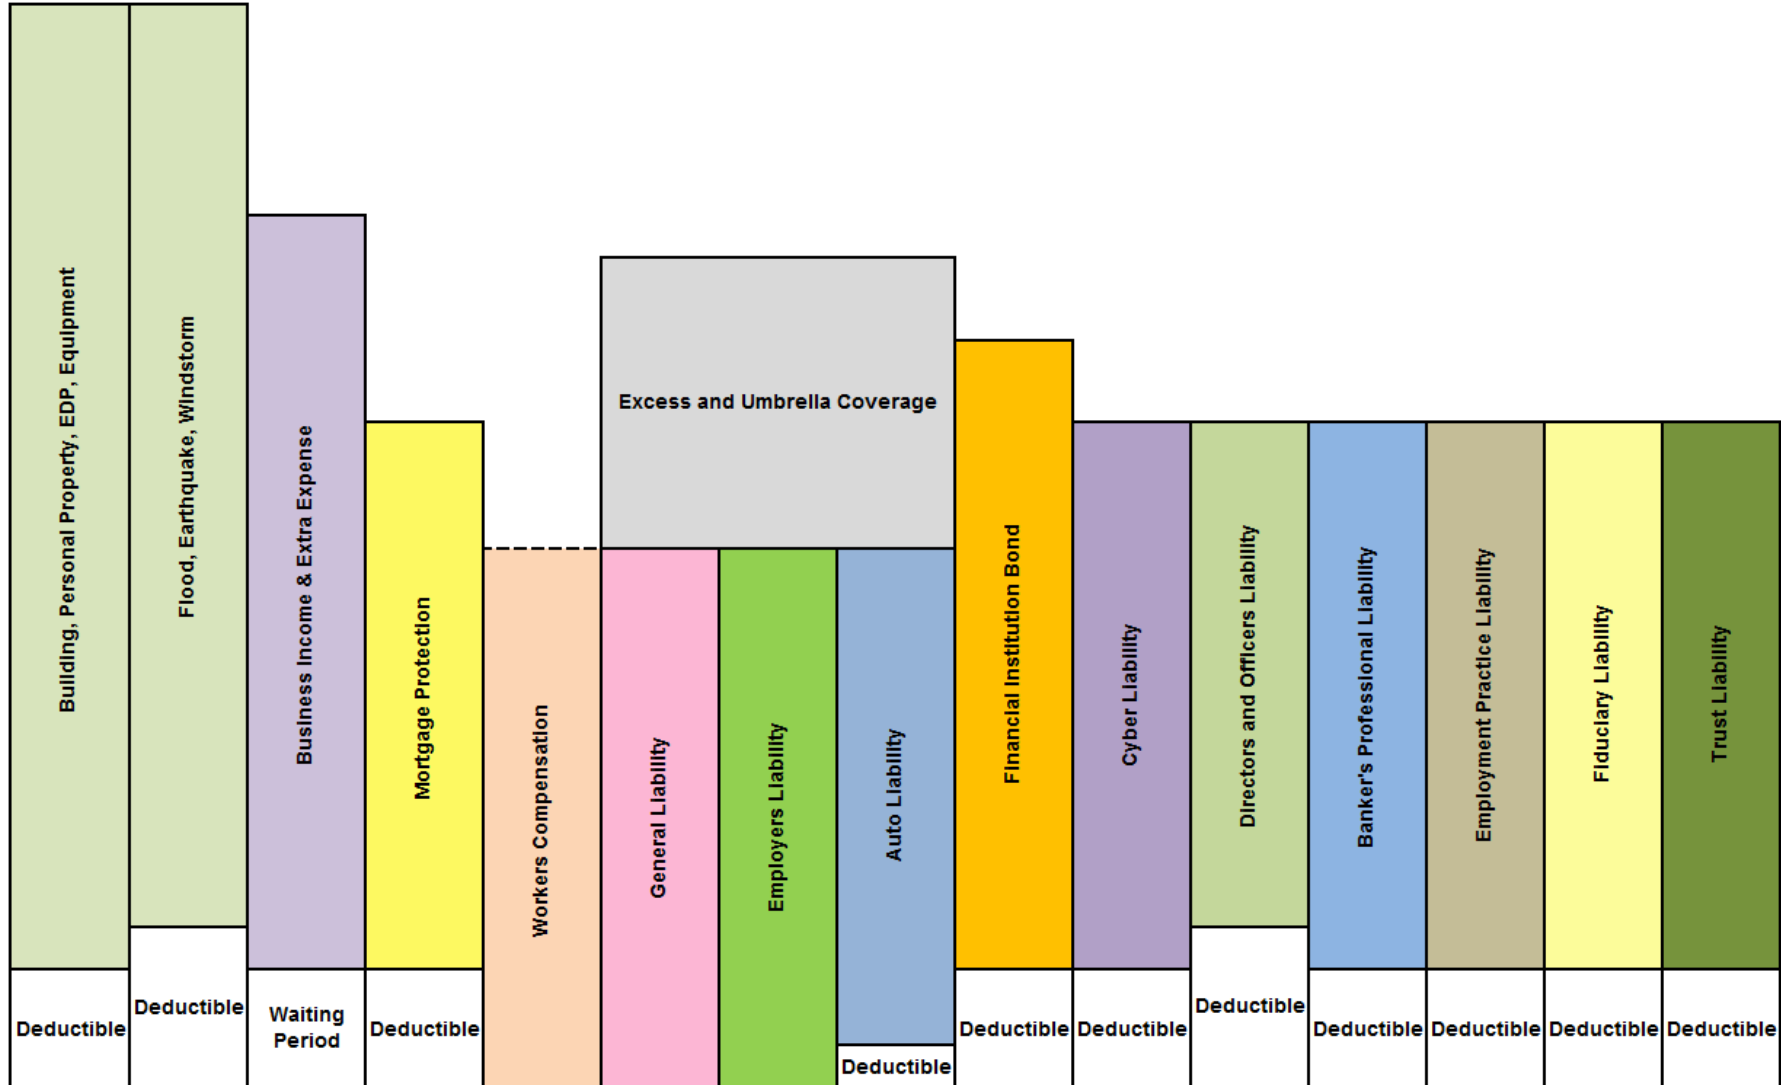 Building, Personal Property, EDP, Equipment
Flood, Earthquake, Windstorm
Business Income & Extra Expense
Mortgage Protection
Workers Compensation
Excess and Umbrella Coverage
General Liability
Employers Liability
Auto Liability
Financial Institution Bond
Cyber Liability
Directors and Officers Liability
Banker's Professional Liability
Employment Practice Liability
Fiduciary Liability
Trust Liability
Deductible
Deductible
Waiting
Period
Deductible
Deductible
Deductible
Deductible
Deductible
Deductible
Deductible
Deductible
Deductible